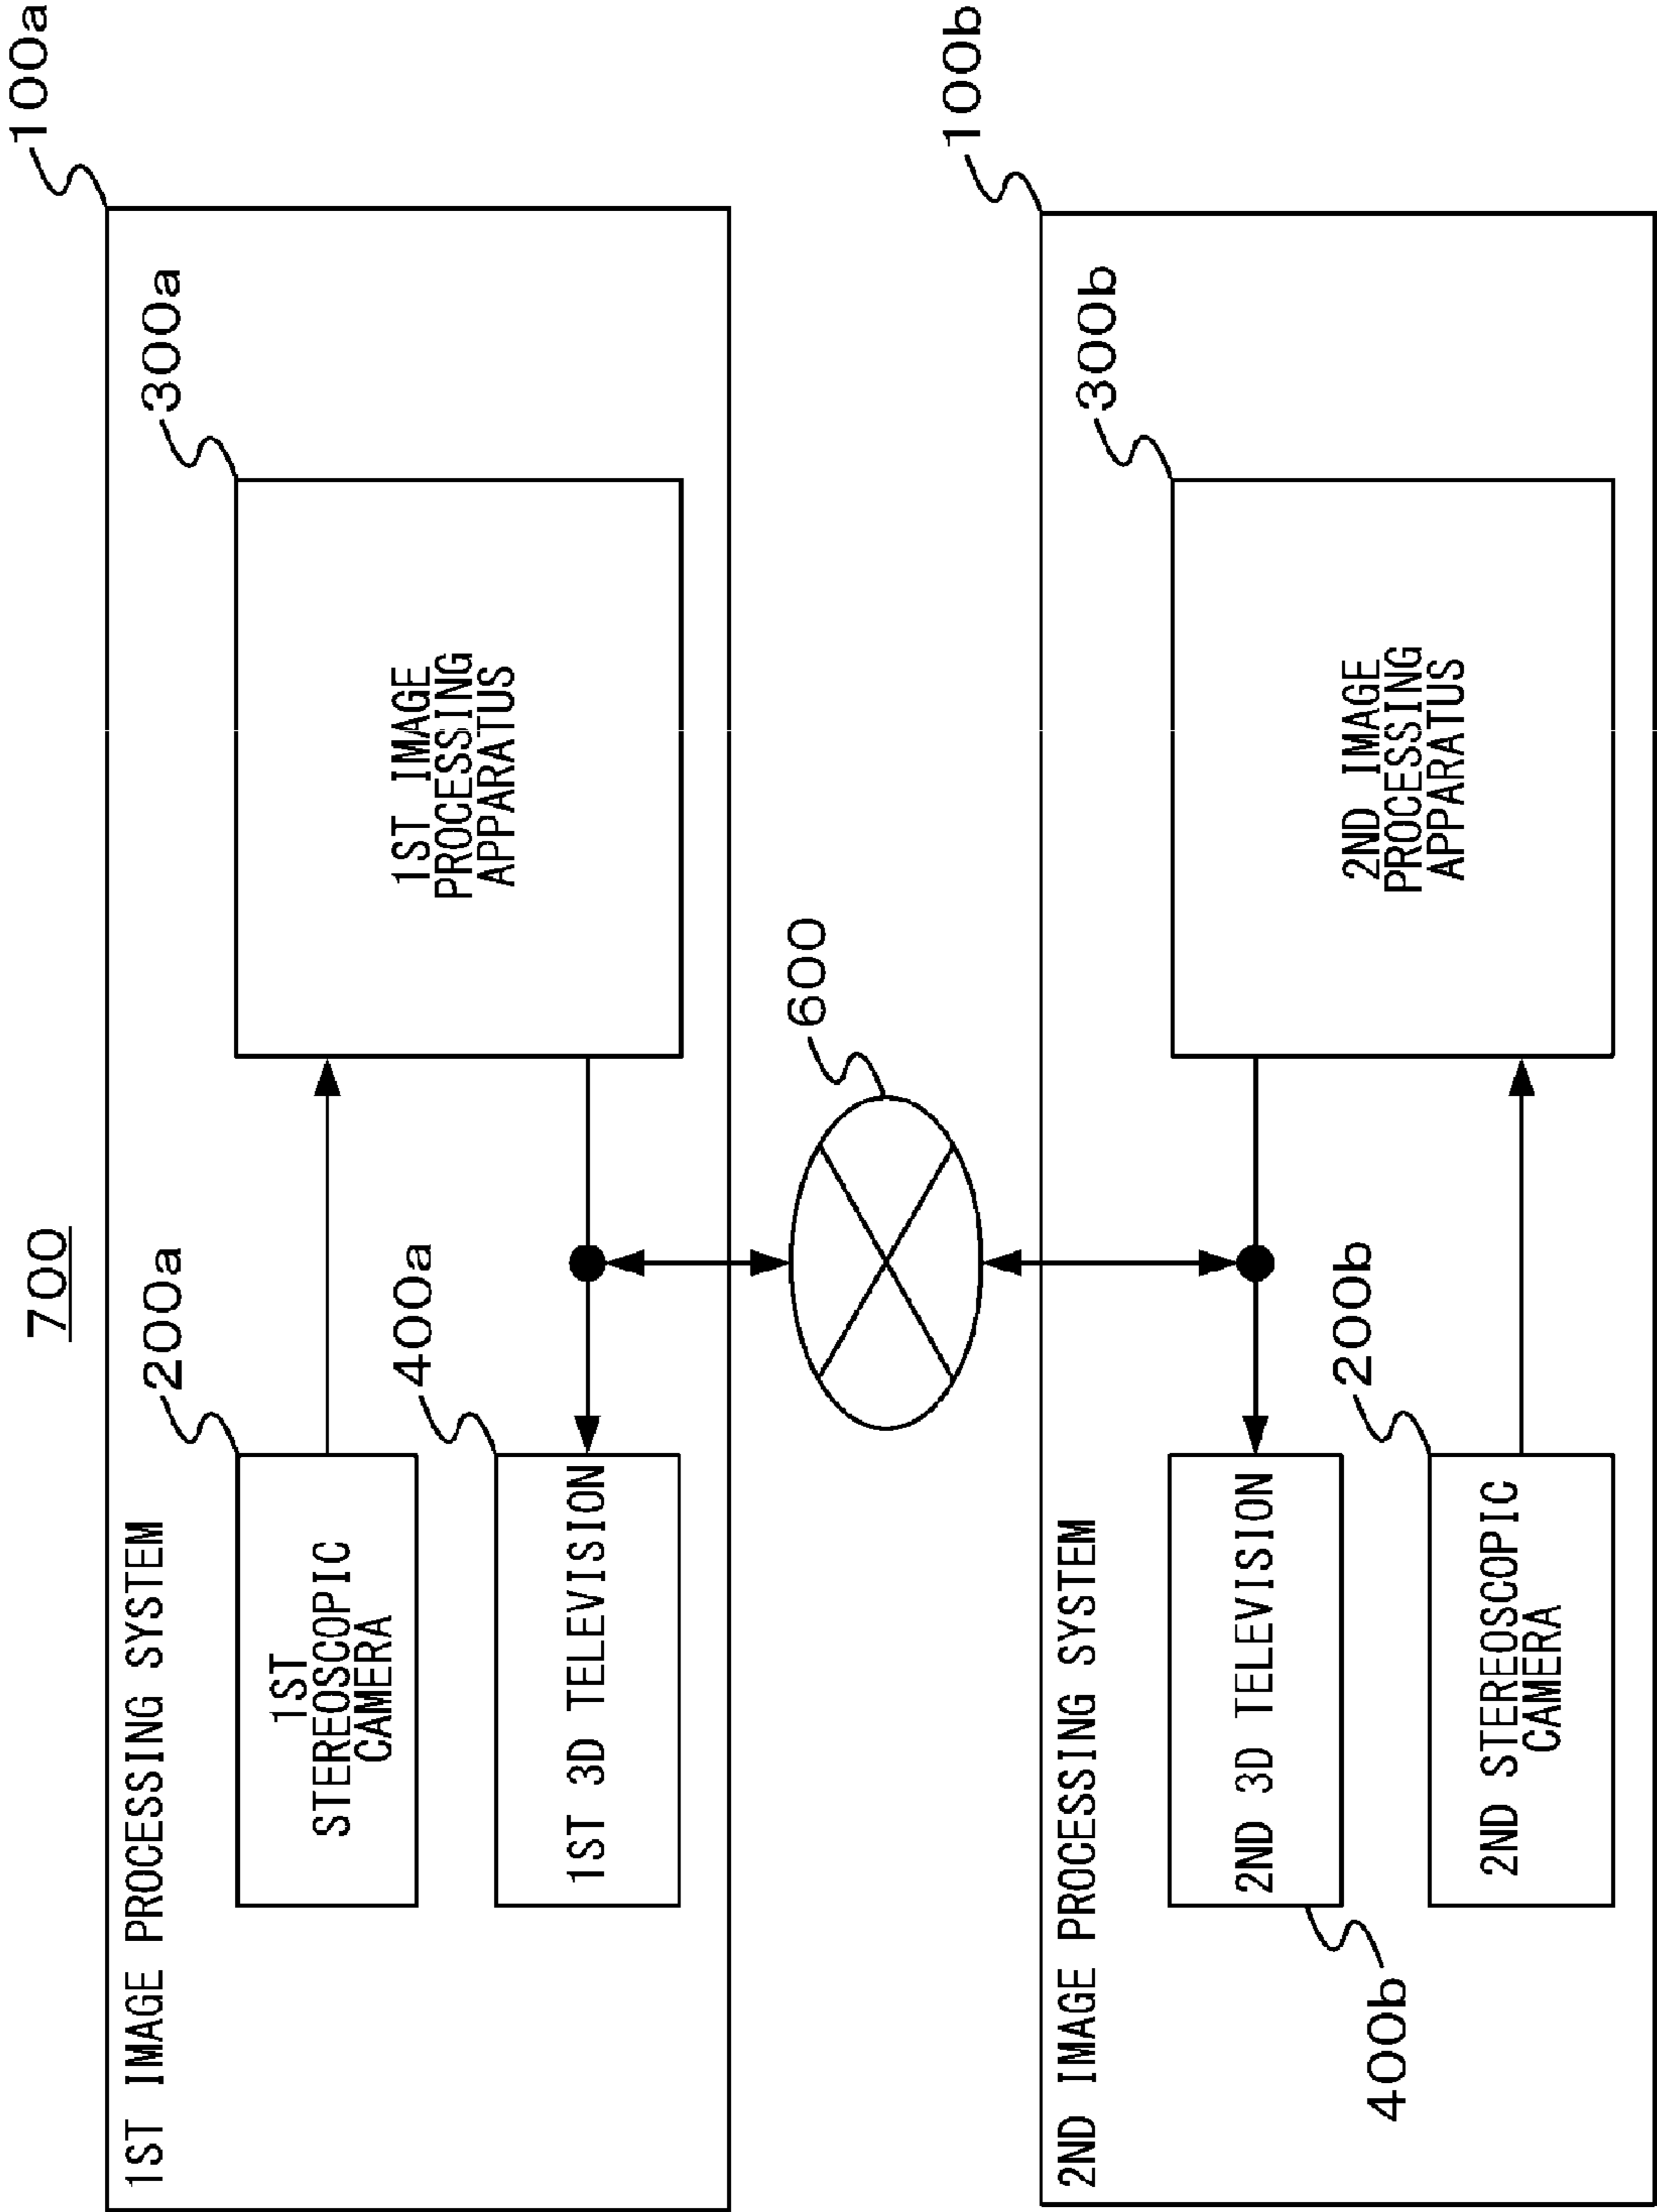 700
100a
1ST IMAGE PROCESSING SYSTEM
200a
1ST
STEREOSCOPIC
CAMERA
300a
1ST IMAGE
PROCESSING
APPARATUS
400a
1ST 3D TELEVISION
600
100b
2ND IMAGE PROCESSING SYSTEM
2ND 3D TELEVISION
400b
300b
2ND IMAGE
PROCESSING
APPARATUS
200b
2ND STEREOSCOPIC
CAMERA